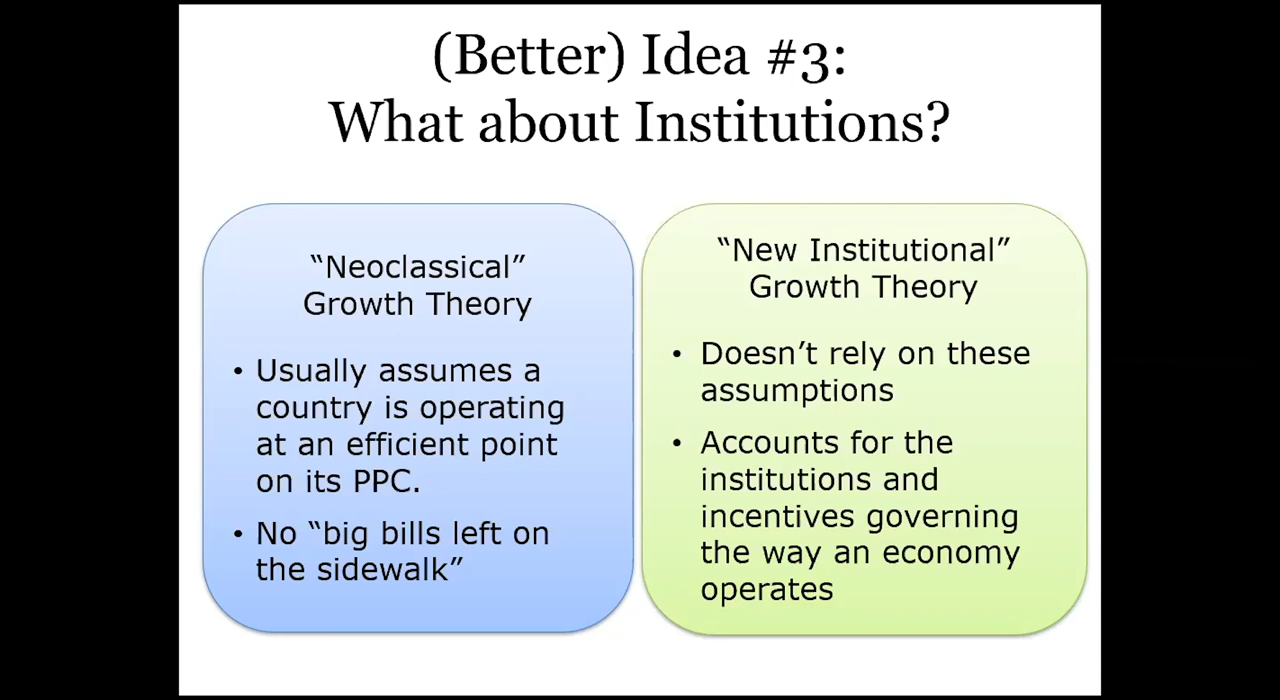 (Better) Idea #3:
What about Institutions?
“Neoclassical”
Growth Theory
• Usually assumes a
country is operating
at an efficient point
on its PPC.
• No “big bills left on
the sidewalk”
“New Institutional”
Growth Theory
• Doesn’t rely on these
assumptions
• Accounts for the
institutions and
incentives governing
the way an economy
operates